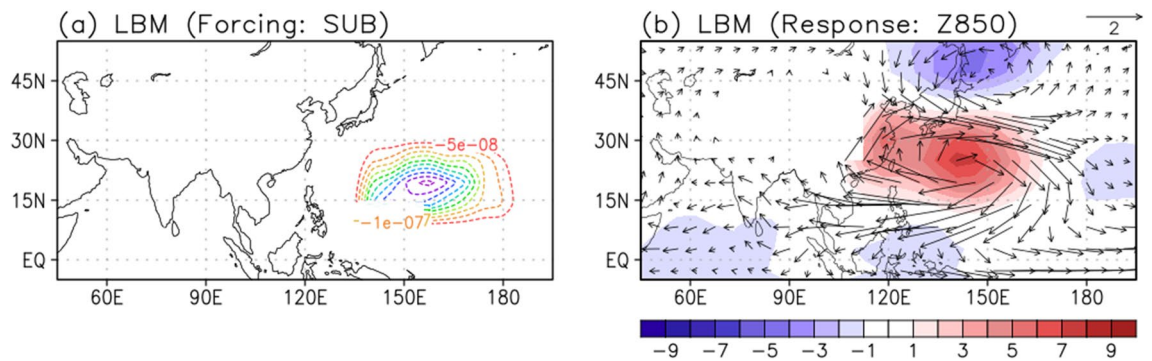 (a) LBM (Forcing: SUB)
45N
30N
15N
EQ
60E 90E 120E 150E 180
-5e-08
-1e-07
(b) LBM (Response: Z850)
2
45N
30N
15N
EQ
60E 90E 120E 150E 180
-9 -7 -5 -3 -1 1 3 5 7 9